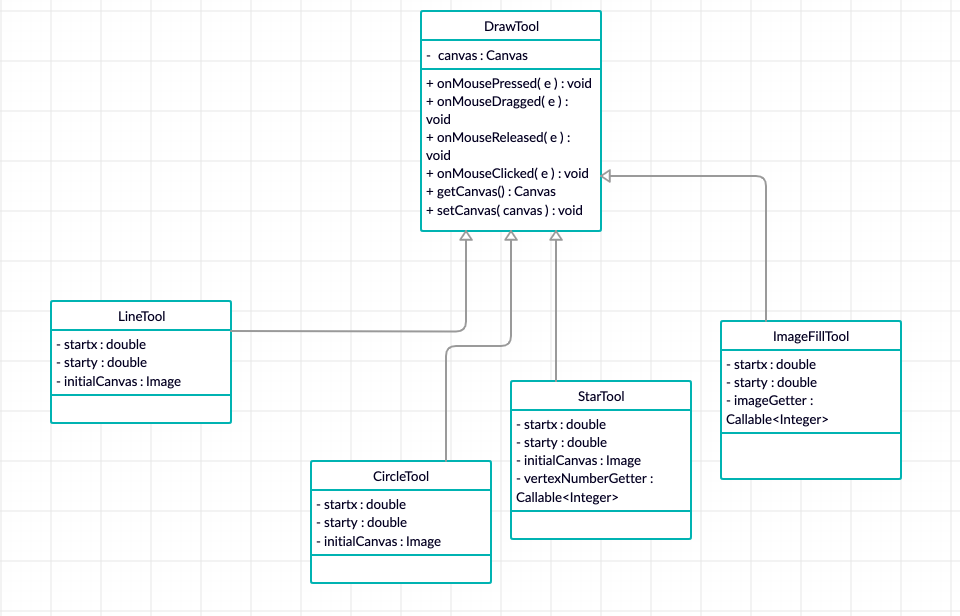 DrawTool
- canvas : Canvas
+ onMousePressed( e ) : void
+ onMouseDragged( e ) :
void
+ onMouseReleased( e ) :
void
+ onMouseClicked( e ) : void
+ getCanvas() : Canvas
+ setCanvas( canvas ) : void
LineTool
- startx : double
- starty : double
- initialCanvas : Image
CircleTool
- startx : double
- starty : double
- initialCanvas : Image
StarTool
- startx : double
- starty : double
- initialCanvas : Image
- vertexNumberGetter :
Callable<Integer>
ImageFillTool
- startx : double
- starty : double
- imageGetter :
Callable<Integer>